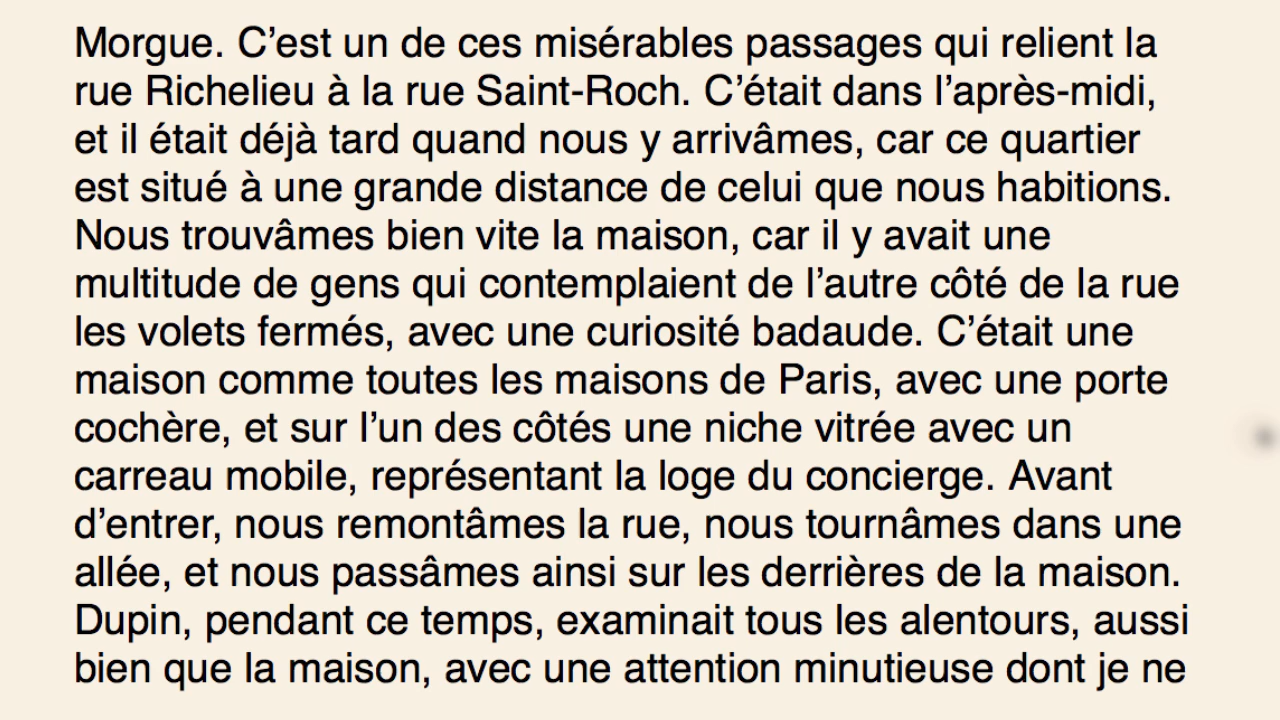 Morgue. C’est un de ces misérables passages qui relient la
rue Richelieu à la rue Saint-Roch. C’était dans l’après-midi,
et il était déjà tard quand nous y arrivâmes, car ce quartier
est situé à une grande distance de celui que nous habitions.
Nous trouvâmes bien vite la maison, car il y avait une
multitude de gens qui contemplaient de l’autre côté de la rue
les volets fermés, avec une curiosité badaude. C’était une
maison comme toutes les maisons de Paris, avec une porte
cochère, et sur l’un des côtés une niche vitrée avec un
carreau mobile, représentant la loge du concierge. Avant
d’entrer, nous remontâmes la rue, nous tournâmes dans une
allée, et nous passâmes ainsi sur les derrières de la maison.
Dupin, pendant ce temps, examinait tous les alentours, aussi
bien que la maison, avec une attention minutieuse dont je ne